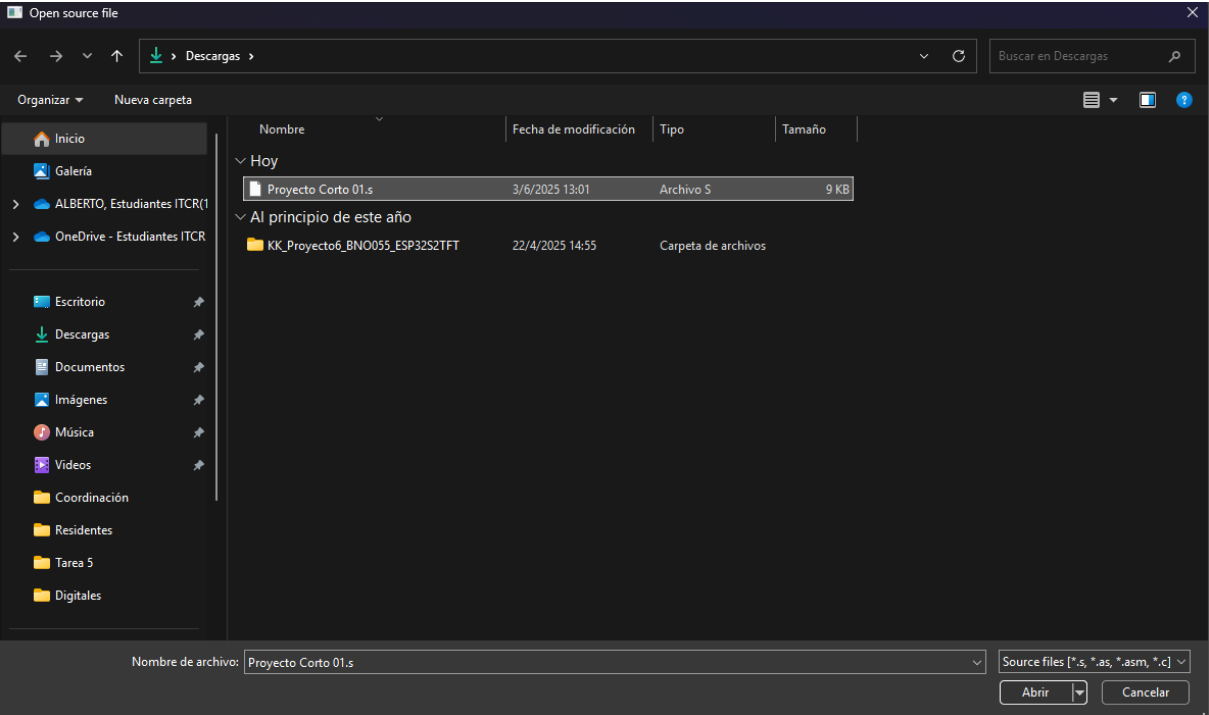 Open source file
Descargas
Buscar en Descargas
Organizar
Nueva carpeta
Inicio
Galería
ALBERTO, Estudiantes ITCR(1
OneDrive - Estudiantes ITCR
Escritorio
Descargas
Documentos
Imágenes
Música
Videos
Coordinación
Residentes
Tarea 5
Digitales
Nombre Fecha de modificación Tipo Tamaño
Hoy
Proyecto Corto 01.s 3/6/2025 13:01 Archivo S 9 KB
Al principio de este año
KK_Proyecto6_BNO055_ESP32S2TFT 22/4/2025 14:55 Carpeta de archivos
Nombre de archivo: Proyecto Corto 01.s Source files [*.s, *.as, *.asm, *.c]
Abrir Cancelar